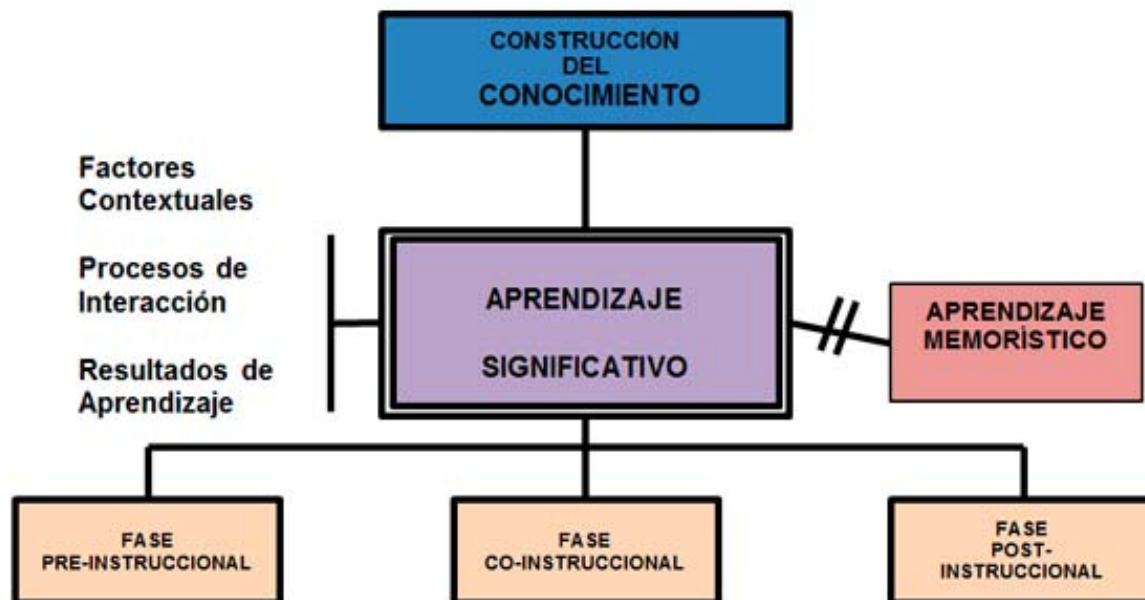 CONSTRUCCIÓN
DEL
CONOCIMIENTO
Factores
Contextuales
Procesos de
Interacción
Resultados de
Aprendizaje
APRENDIZAJE
SIGNIFICATIVO
APRENDIZAJE
MEMORÍSTICO
FASE
PRE-INSTRUCCIONAL
FASE
CO-INSTRUCCIONAL
FASE
POST-
INSTRUCCIONAL